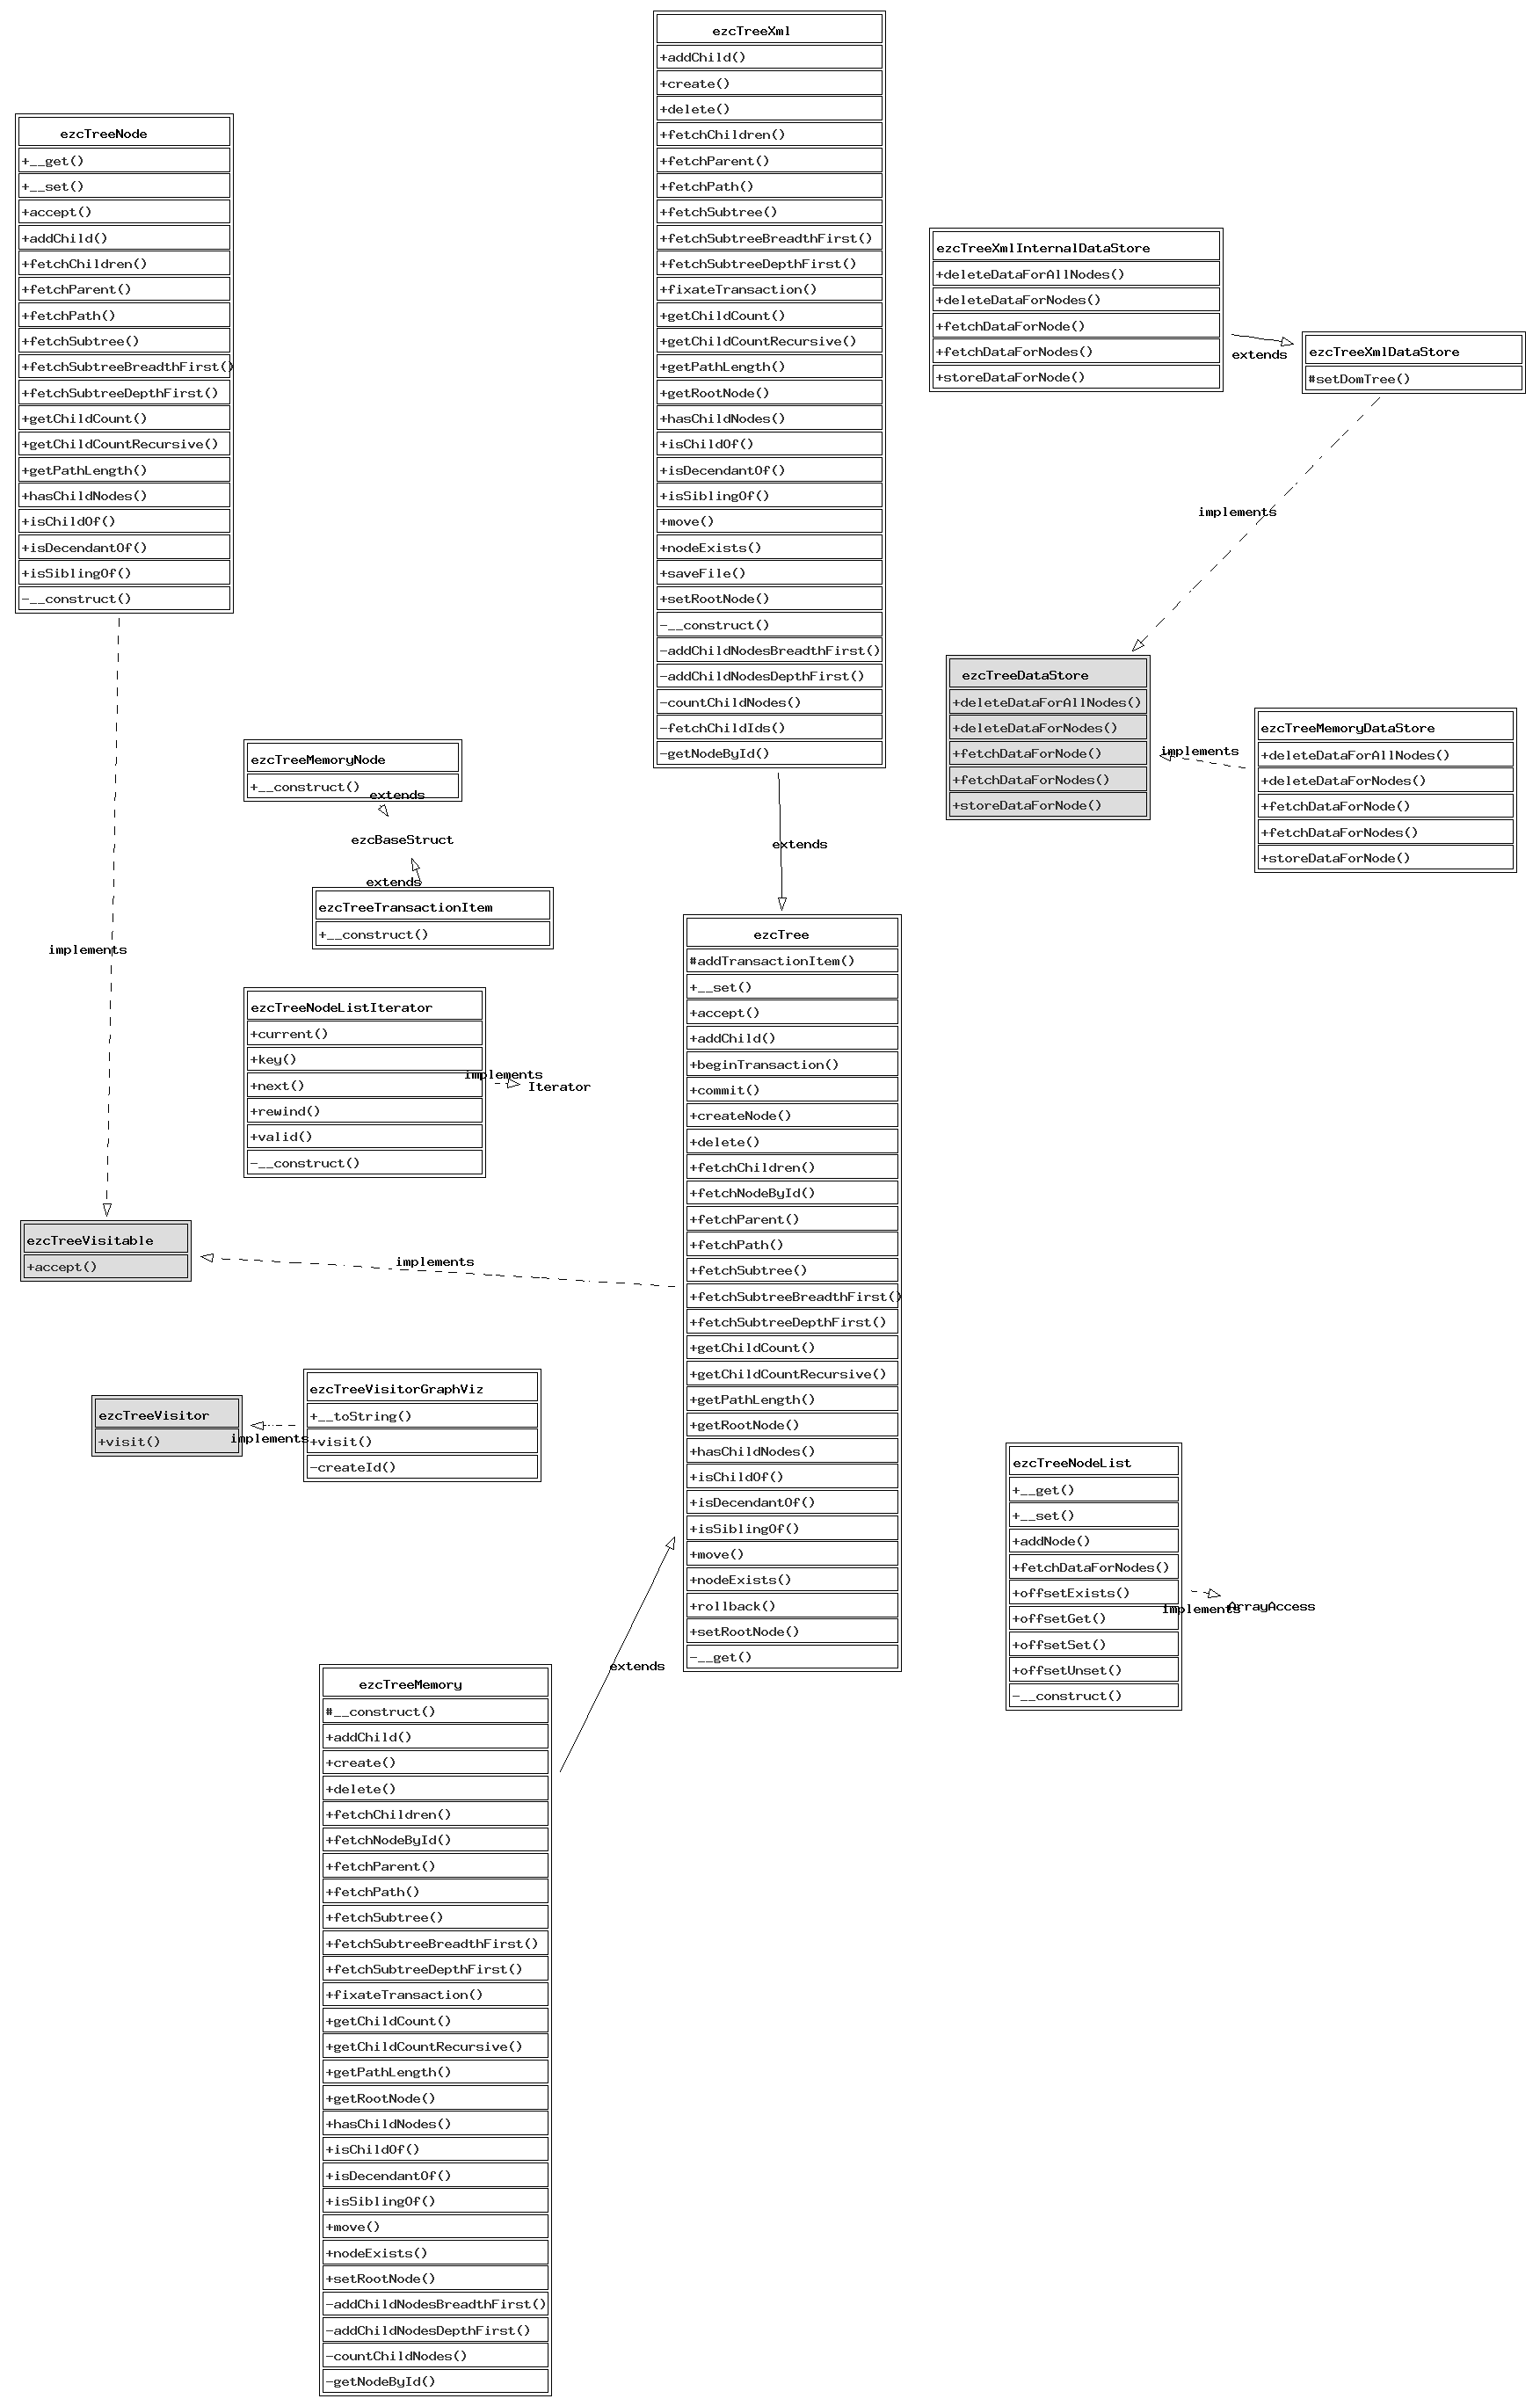 ezcTreeXml
+addChild()
+create()
+delete()
+fetchChildren()
+fetchParent()
+fetchPath()
+fetchSubtree()
+fetchSubtreeBreadthFirst()
+fetchSubtreeDepthFirst()
+fixateTransaction()
+getChildCount()
+getChildCountRecursive()
+getPathLength()
+getRootNode()
+hasChildNodes()
+isChildOf()
+isDecendantOf()
+isSiblingOf()
+move()
+nodeExists()
+saveFile()
+setRootNode()
-__construct()
-addChildNodesBreadthFirst()
-addChildNodesDepthFirst()
-countChildNodes()
-fetchChildIds()
-getNodeById()
extends
ezcTreeNode
+__get()
+__set()
+accept()
+addChild()
+fetchChildren()
+fetchParent()
+fetchPath()
+fetchSubtree()
+fetchSubtreeBreadthFirst()
+fetchSubtreeDepthFirst()
+getChildCount()
+getChildCountRecursive()
+getPathLength()
+hasChildNodes()
+isChildOf()
+isDecendantOf()
+isSiblingOf()
-__construct()
implements
ezcTreeXmlInternalDataStore
+deleteDataForAllNodes()
+deleteDataForNodes()
+fetchDataForNode()
+fetchDataForNodes()
+storeDataForNode()
extends
ezcTreeXmlDataStore
#setDomTree()
implements
ezcTreeDataStore
+deleteDataForAllNodes()
+deleteDataForNodes()
+fetchDataForNode()
+fetchDataForNodes()
+storeDataForNode()
implements
ezcTreeMemoryDataStore
+deleteDataForAllNodes()
+deleteDataForNodes()
+fetchDataForNode()
+fetchDataForNodes()
+storeDataForNode()
ezcTreeMemoryNode
+__construct()
extends
ezcBaseStruct
extends
ezcTreeTransactionItem
+__construct()
ezcTreeNodeListIterator
+current()
+key()
+next()
+rewind()
+valid()
-__construct()
implements
Iterator
ezcTree
#addTransactionItem()
+__set()
+accept()
+addChild()
+beginTransaction()
+commit()
+createNode()
+delete()
+fetchChildren()
+fetchNodeById()
+fetchParent()
+fetchPath()
+fetchSubtree()
+fetchSubtreeBreadthFirst()
+fetchSubtreeDepthFirst()
+getChildCount()
+getChildCountRecursive()
+getPathLength()
+getRootNode()
+hasChildNodes()
+isChildOf()
+isDecendantOf()
+isSiblingOf()
+move()
+nodeExists()
+rollback()
+setRootNode()
-__get()
ezcTreeVisitable
+accept()
implements
ezcTreeVisitor
+visit()
implements
ezcTreeVisitorGraphViz
+__toString()
+visit()
-createId()
ezcTreeNodeList
+__get()
+__set()
+addNode()
+fetchDataForNodes()
+offsetExists()
+offsetGet()
+offsetSet()
+offsetUnset()
-__construct()
implements
ArrayAccess
extends
ezcTreeMemory
#__construct()
+addChild()
+create()
+delete()
+fetchChildren()
+fetchNodeById()
+fetchParent()
+fetchPath()
+fetchSubtree()
+fetchSubtreeBreadthFirst()
+fetchSubtreeDepthFirst()
+fixateTransaction()
+getChildCount()
+getChildCountRecursive()
+getPathLength()
+getRootNode()
+hasChildNodes()
+isChildOf()
+isDecendantOf()
+isSiblingOf()
+move()
+nodeExists()
+setRootNode()
-addChildNodesBreadthFirst()
-addChildNodesDepthFirst()
-countChildNodes()
-getNodeById()